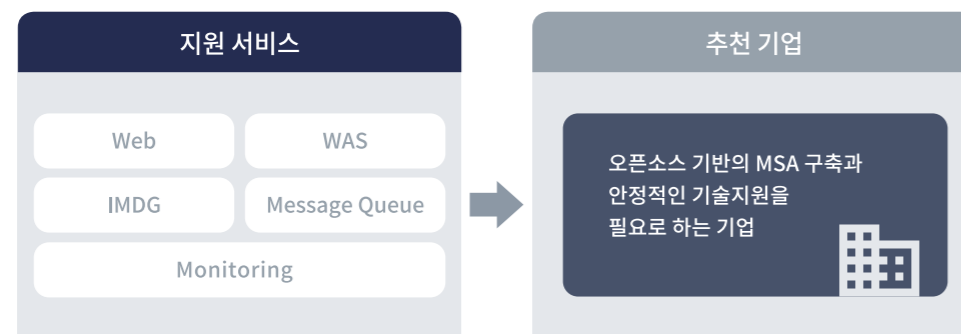 지원 서비스
추천 기업
Web
WAS
IMDG
Message Queue
Monitoring
오픈소스 기반의 MSA 구축과
안정적인 기술지원을
필요로 하는 기업